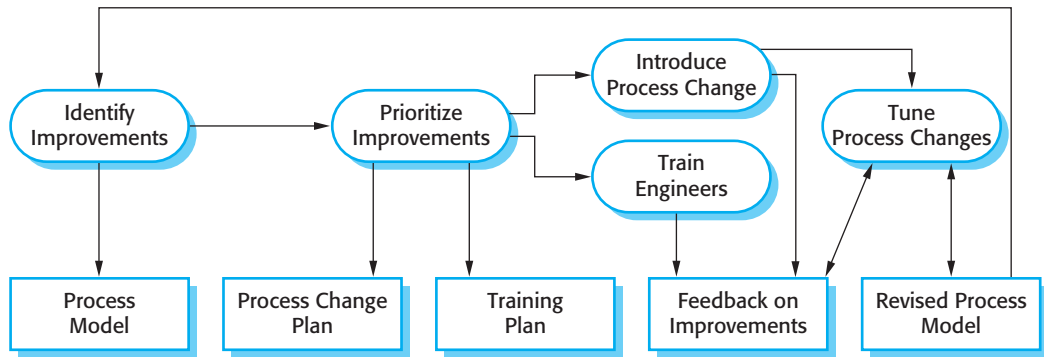 Identify
Improvements
Prioritize
Improvements
Introduce
Process Change
Train
Engineers
Tune
Process Changes
Process
Model
Process Change
Plan
Training
Plan
Feedback on
Improvements
Revised Process
Model